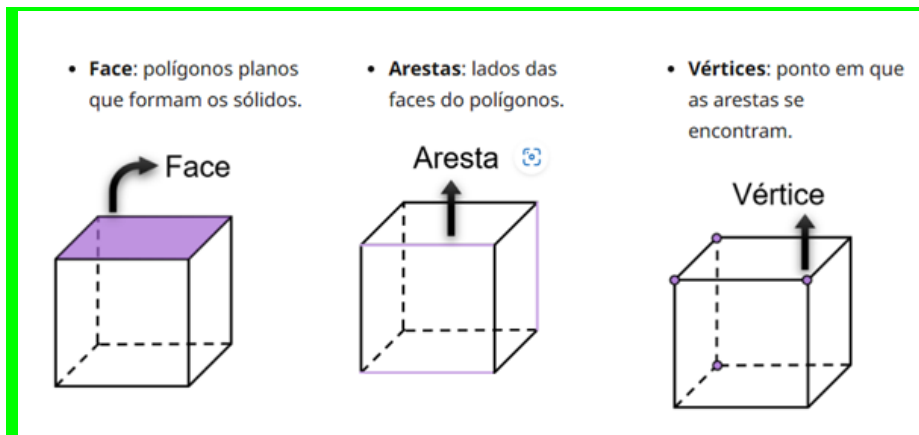 • Face: polígonos planos
que formam os sólidos.
Face
• Arestas: lados das
faces do polígonos.
Aresta
• Vértices: ponto em que
as arestas se
encontram.
Vértice